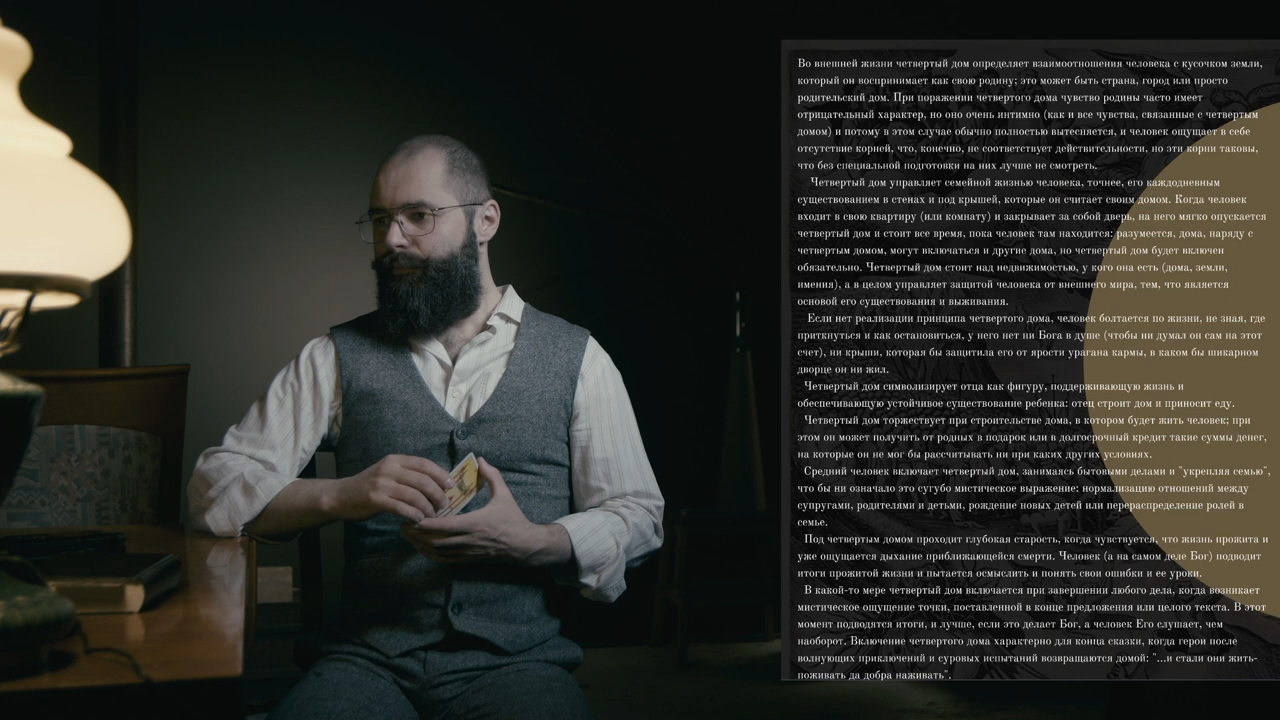 Во внешней жизни четвертый дом определяет взаимоотношения человека с кусочком земли,
который он воспринимает как свою родину; это может быть страна, город или просто
родительский дом. При поражении четвертого дома чувство родины часто имеет
отрицательный характер, но оно очень интимно (как и все чувства, связанные с четвертым
домом) и потому в этом случае обычно полностью вытесняется, и человек ощущает в себе
отсутствие корней, что, конечно, не соответствует действительности, но эти корни таковы,
что без специальной подготовки на них лучше не смотреть.
Четвертый дом управляет семейной жизнью человека, точнее, его каждодневным
существованием в стенах и под крышей, которые он считает своим домом. Когда человек
входит в свою квартиру (или комнату) и закрывает за собой дверь, на него мягко опускается
четвертый дом и стоит все время, пока человек там находится; разумеется, дома, наряду с
четвертым домом, могут включаться и другие дома, но четвертый дом будет включен
обязательно. Четвертый дом стоит над недвижимостью, у кого она есть (дома, земли,
имения), а в целом управляет защитой человека от внешнего мира, тем, что является
основой его существования и выживания.
Если нет реализации принципа четвертого дома, человек болтается по жизни, не зная, где
приткнуться и как остановиться, у него нет ни Бога в душе (чтобы ни думал он сам на этот
счет), ни крыши, которая бы защитила его от ярости урагана кармы, в каком бы шикарном
дворце он ни жил.
Четвертый дом символизирует отца как фигуру, поддерживающую жизнь и
обеспечивающую устойчивое существование ребенка: отец строит дом и приносит еду.
Четвертый дом торжествует при строительстве дома, в котором будет жить человек; при
этом он может получить от родных в подарок или в долгосрочный кредит такие суммы денег,
на которые он не мог бы рассчитывать ни при каких других условиях.
Средний человек включает четвертый дом, занимаясь бытовыми делами и "укрепляя семью",
что бы ни означало это сугубо мистическое выражение: нормализацию отношений между
супругами, родителями и детьми, рождение новых детей или перераспределение ролей в
семье.
Под четвертым домом проходит глубокая старость, когда чувствуется, что жизнь прожита и
уже ощущается дыхание приближающейся смерти. Человек (а на самом деле Бог) подводит
итоги прожитой жизни и пытается осмыслить и понять свои ошибки и ее уроки.
В какой-то мере четвертый дом включается при завершении любого дела, когда возникает
мистическое ощущение точки, поставленной в конце предложения или целого текста. В этот
момент подводятся итоги, и лучше, если это делает Бог, а человек Его слушает, чем
наоборот. Включение четвертого дома характерно для конца сказки, когда герои после
волнующих приключений и суровых испытаний возвращаются домой: "...и стали они жить-
поживать да добра наживать".